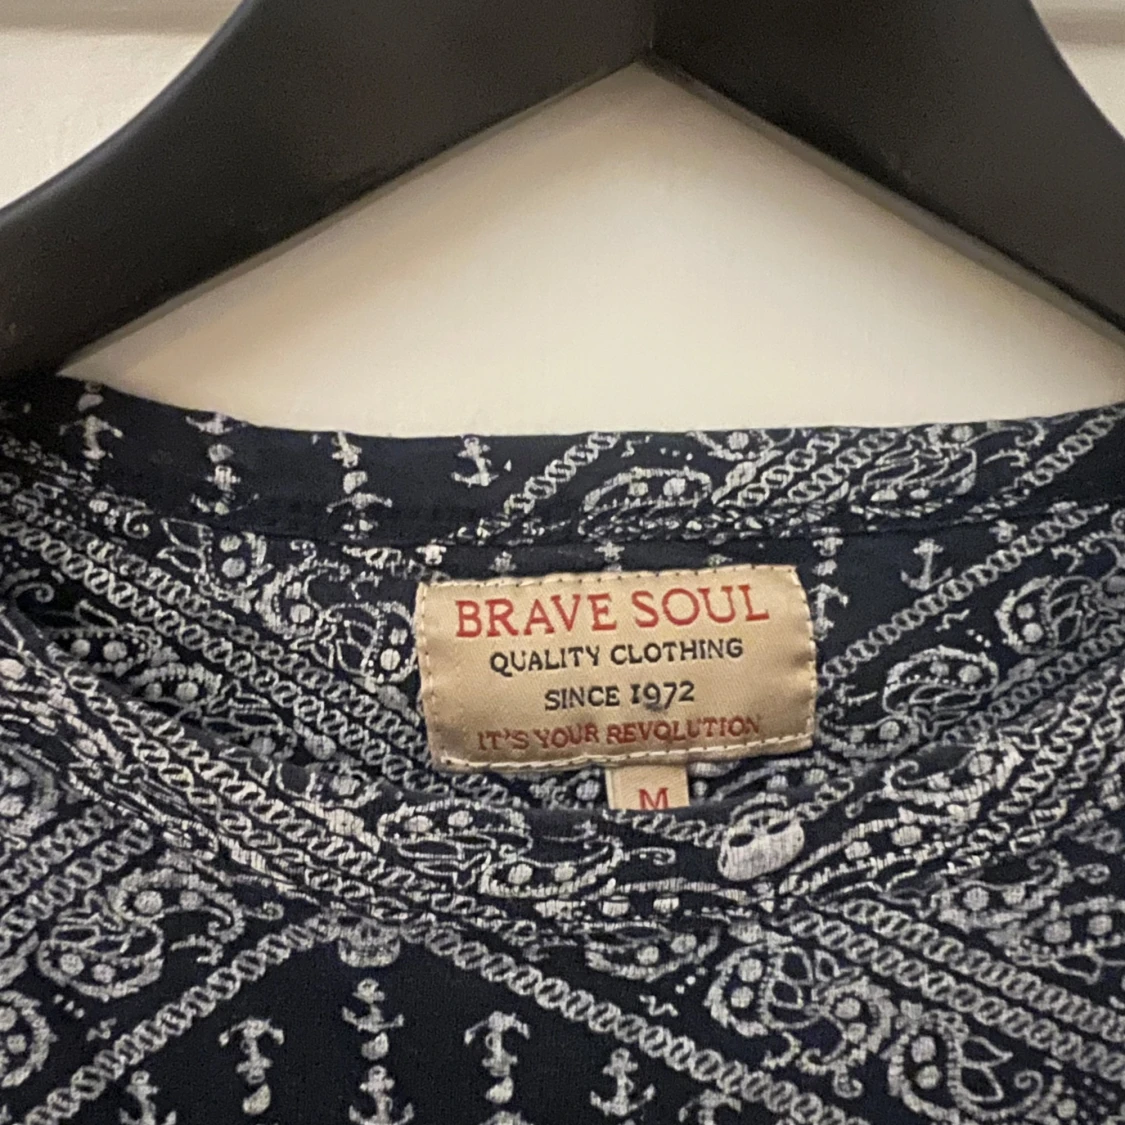 BRAVE SOUL
QUALITY CLOTHING
SINCE 1972
IT'S YOUR REVOLUTION
M